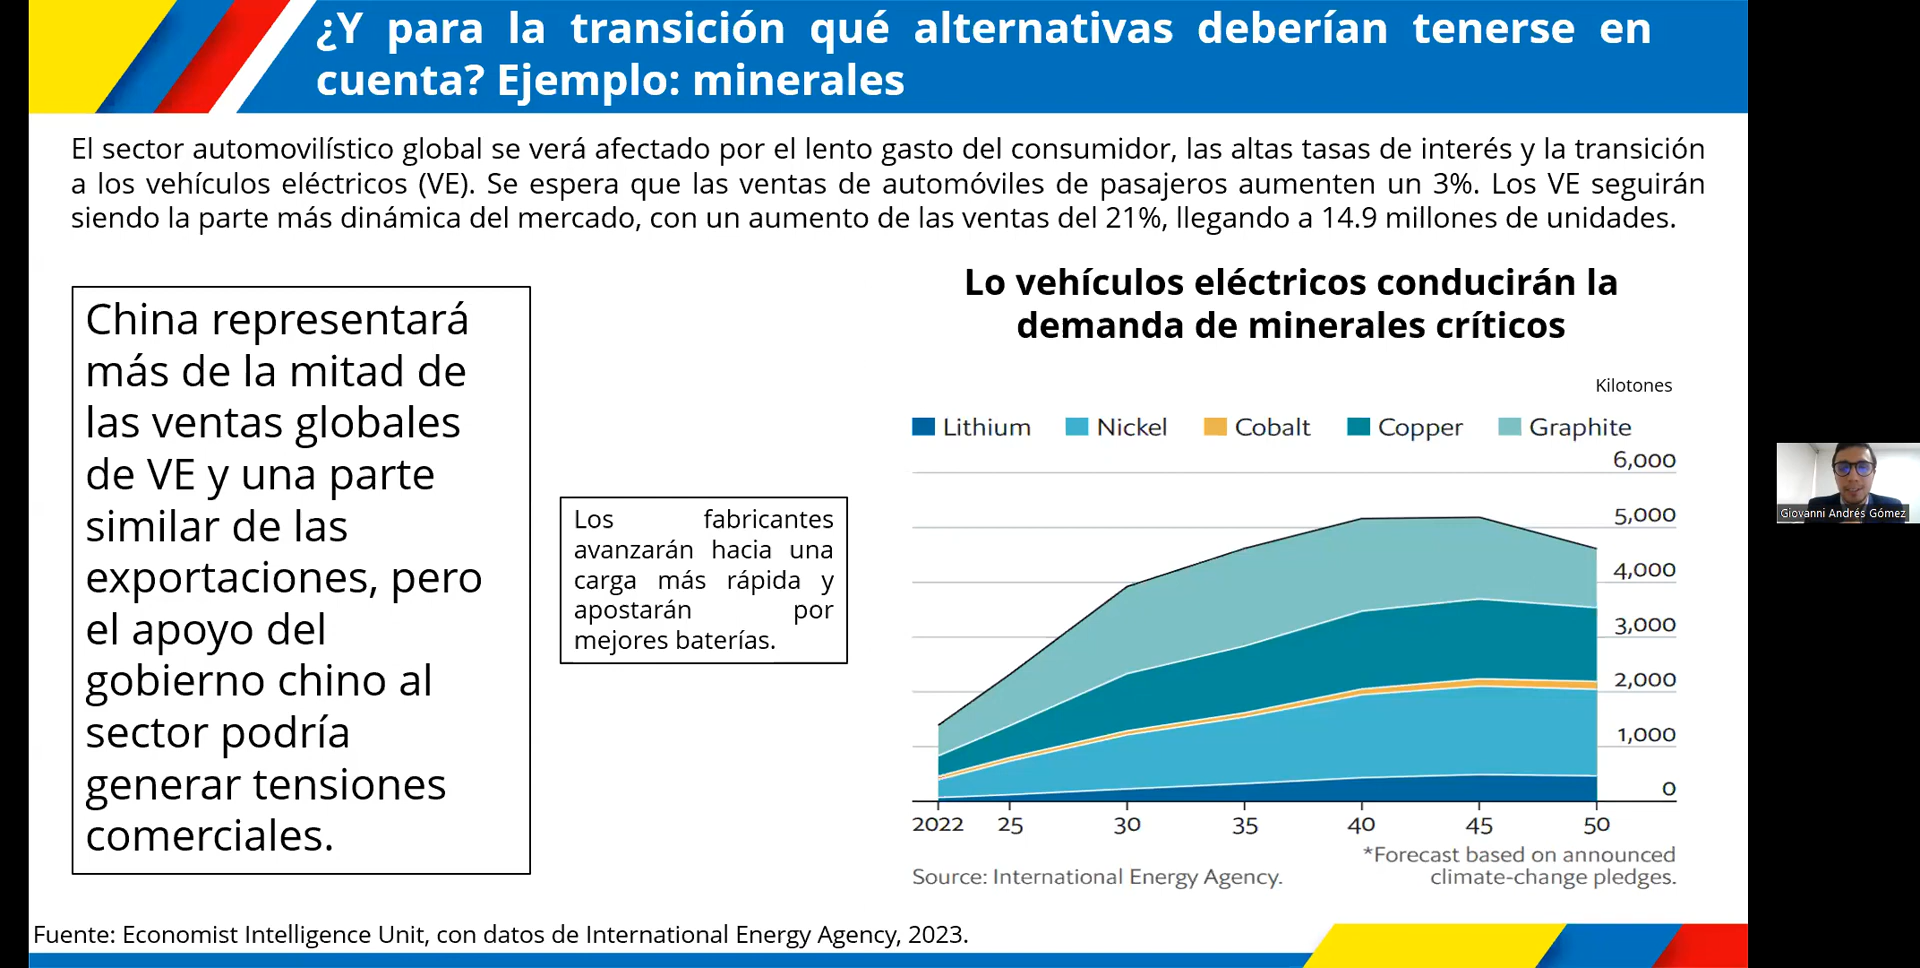 ¿Y para la transición qué alternativas deberían tenerse en
cuenta? Ejemplo: minerales
El sector automovilístico global se verá afectado por el lento gasto del consumidor, las altas tasas de interés y la transición
a los vehículos eléctricos (VE). Se espera que las ventas de automóviles de pasajeros aumenten un 3%. Los VE seguirán
siendo la parte más dinámica del mercado, con un aumento de las ventas del 21%, llegando a 14.9 millones de unidades.
China representará
más de la mitad de
las ventas globales
de VE y una parte
similar de las
exportaciones, pero
el apoyo del
gobierno chino al
sector podría
generar tensiones
comerciales.
Los fabricantes
avanzarán hacia una
carga más rápida y
apostarán por
mejores baterías.
Lo vehículos eléctricos conducirán la
demanda de minerales críticos
Kilotones
Lithium Nickel Cobalt Copper Graphite
6,000
5,000
4,000
3,000
2,000
1,000
0
2022 25 30 35 40 45 50
*Forecast based on announced
climate-change pledges.
Source: International Energy Agency.
Giovanni Andrés Gómez
Fuente: Economist Intelligence Unit, con datos de International Energy Agency, 2023.